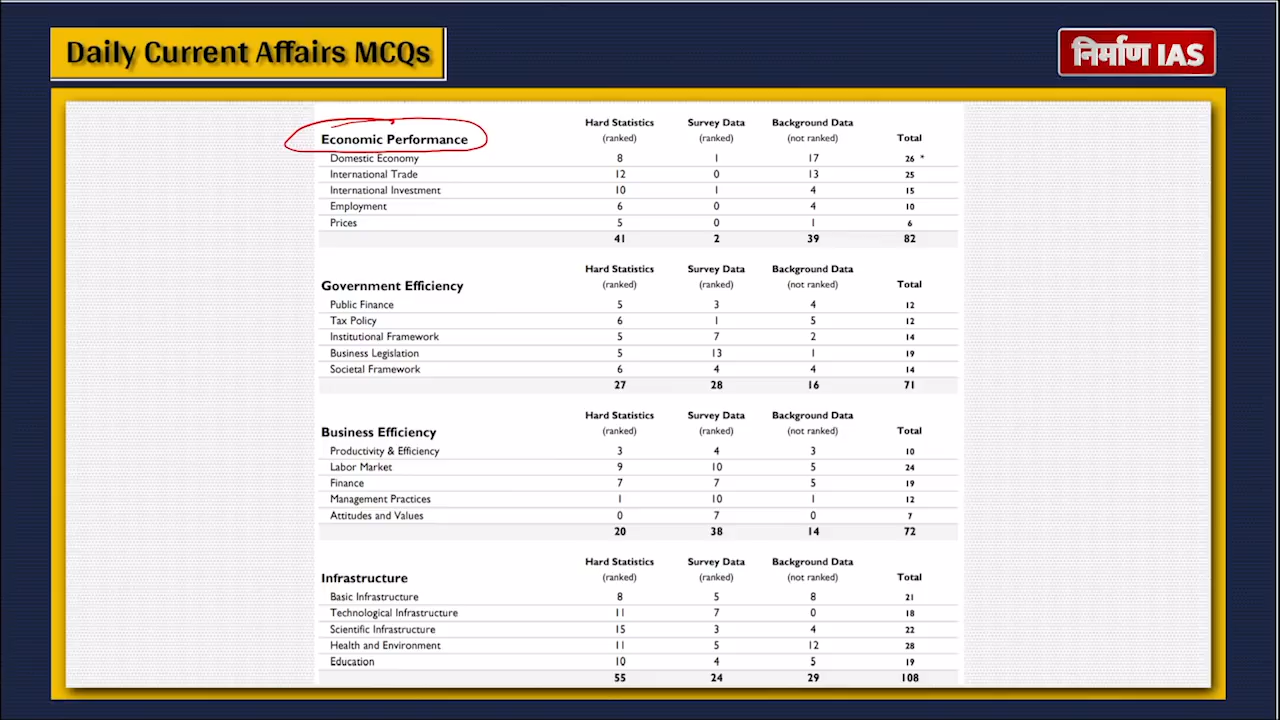 Daily Current Affairs MCQs
निर्माण IAS
Hard Statistics Survey Data Background Data
Economic Performance (ranked) (ranked) (not ranked) Total
Domestic Economy 8 1 17 26 *
International Trade 12 0 13 25
International Investment 10 1 4 15
Employment 6 0 4 10
Prices 5 0 1 6
41 2 39 82
Hard Statistics Survey Data Background Data
Government Efficiency (ranked) (ranked) (not ranked) Total
Public Finance 5 3 4 12
Tax Policy 6 1 5 12
Institutional Framework 5 7 2 14
Business Legislation 5 13 1 19
Societal Framework 6 4 4 14
27 28 16 71
Hard Statistics Survey Data Background Data
Business Efficiency (ranked) (ranked) (not ranked) Total
Productivity & Efficiency 3 4 3 10
Labor Market 9 10 5 24
Finance 7 7 5 19
Management Practices 1 10 1 12
Attitudes and Values 0 7 0 7
20 38 14 72
Hard Statistics Survey Data Background Data
Infrastructure (ranked) (ranked) (not ranked) Total
Basic Infrastructure 8 5 8 21
Technological Infrastructure 11 7 0 18
Scientific Infrastructure 15 3 4 22
Health and Environment 11 5 12 28
Education 10 4 5 19
55 24 29 108